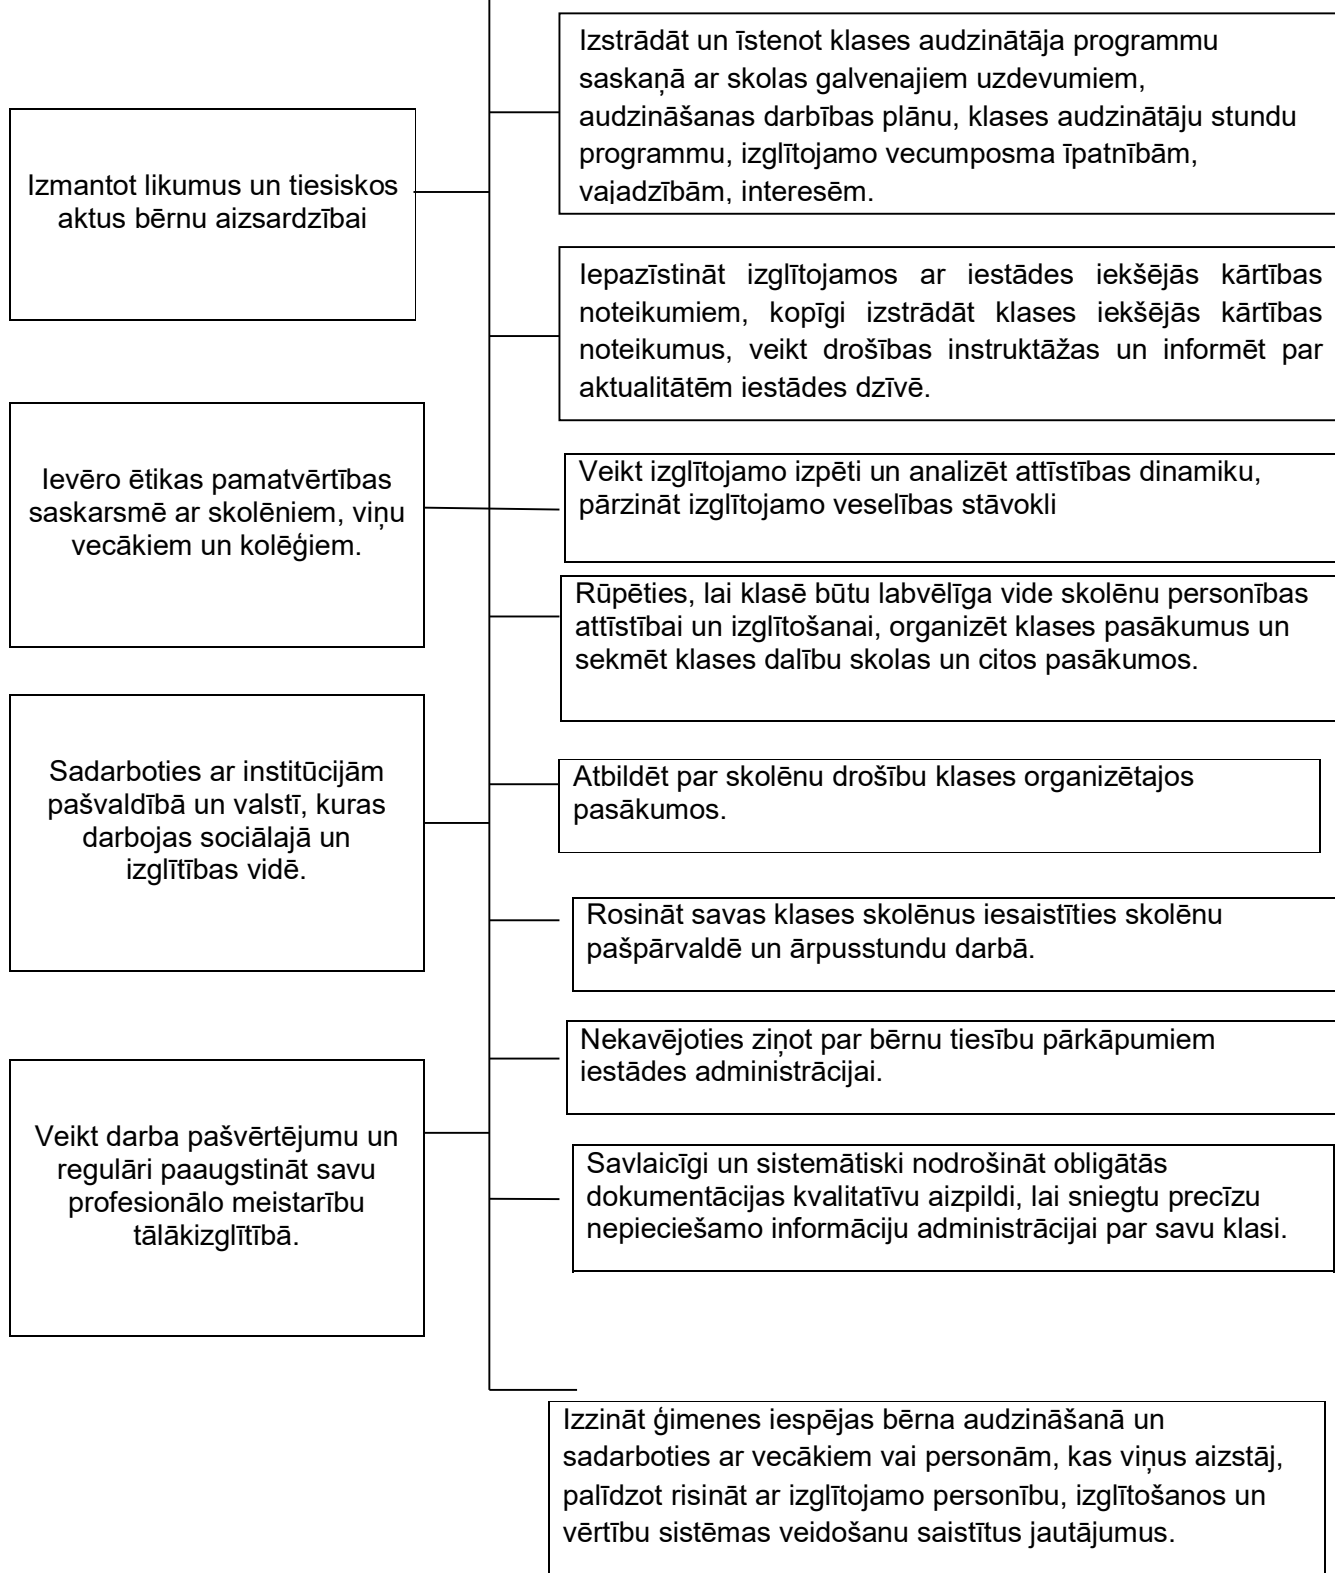 Izmantot likumus un tiesiskos
aktus bērnu aizsardzībai
Ievēro ētikas pamatvērtības
saskarsmē ar skolēniem, viņu
vecākiem un kolēģiem.
Sadarboties ar institūcijām
pašvaldībā un valstī, kuras
darbojas sociālajā un
izglītības vidē.
Veikt darba pašvērtējumu un
regulāri paaugstināt savu
profesionālo meistarību
tālākizglītībā.
Izstrādāt un īstenot klases audzinātāja programmu
saskaņā ar skolas galvenajiem uzdevumiem,
audzināšanas darbības plānu, klases audzinātāju stundu
programmu, izglītojamo vecumposma īpatnībām,
vajadzībām, interesēm.
Iepazīstināt izglītojamos ar iestādes iekšējās kārtības
noteikumiem, kopīgi izstrādāt klases iekšējās kārtības
noteikumus, veikt drošības instruktāžas un informēt par
aktualitātēm iestādes dzīvē.
Veikt izglītojamo izpēti un analizēt attīstības dinamiku,
pārzināt izglītojamo veselības stāvokli
Rūpēties, lai klasē būtu labvēlīga vide skolēnu personības
attīstībai un izglītošanai, organizēt klases pasākumus un
sekmēt klases dalību skolas un citos pasākumos.
Atbildēt par skolēnu drošību klases organizētajos
pasākumos.
Rosināt savas klases skolēnus iesaistīties skolēnu
pašpārvaldē un ārpusstundu darbā.
Nekavējoties ziņot par bērnu tiesību pārkāpumiem
iestādes administrācijai.
Savlaicīgi un sistemātiski nodrošināt obligātās
dokumentācijas kvalitatīvu aizpildi, lai sniegtu precīzu
nepieciešamo informāciju administrācijai par savu klasi.
Izzināt ģimenes iespējas bērna audzināšanā un
sadarboties ar vecākiem vai personām, kas viņus aizstāj,
palīdzot risināt ar izglītojamo personību, izglītošanos un
vērtību sistēmas veidošanu saistītus jautājumus.